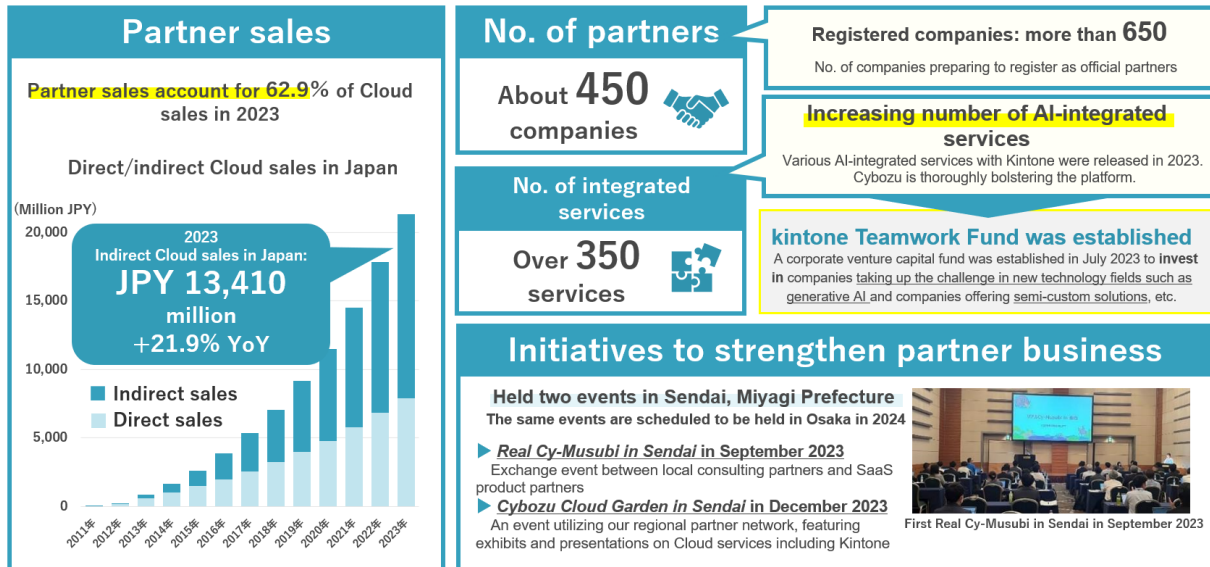 Partner sales
Partner sales account for 62.9% of Cloud
sales in 2023
Direct/indirect Cloud sales in Japan
(Million JPY)
20,000
15,000
10,000
5,000
0
2023
Indirect Cloud sales in Japan:
JPY 13,410
million
+21.9% YoY
Indirect sales
Direct sales
2011年
2012年
2013年
2014年
2015年
2016年
2017年
2018年
2019年
2020年
2021年
2022年
2023年
No. of partners
About 450
companies
Registered companies: more than 650
No. of companies preparing to register as official partners
No. of integrated
services
Over 350
services
Increasing number of AI-integrated
services
Various AI-integrated services with Kintone were released in 2023.
Cybozu is thoroughly bolstering the platform.
kintone Teamwork Fund was established
A corporate venture capital fund was established in July 2023 to invest
in companies taking up the challenge in new technology fields such as
generative AI and companies offering semi-custom solutions, etc.
Initiatives to strengthen partner business
Held two events in Sendai, Miyagi Prefecture
The same events are scheduled to be held in Osaka in 2024
Real Cy-Musubi in Sendai in September 2023
Exchange event between local consulting partners and SaaS
product partners
Cybozu Cloud Garden in Sendai in December 2023
An event utilizing our regional partner network, featuring
exhibits and presentations on Cloud services including Kintone
First Real Cy-Musubi in Sendai in September 2023